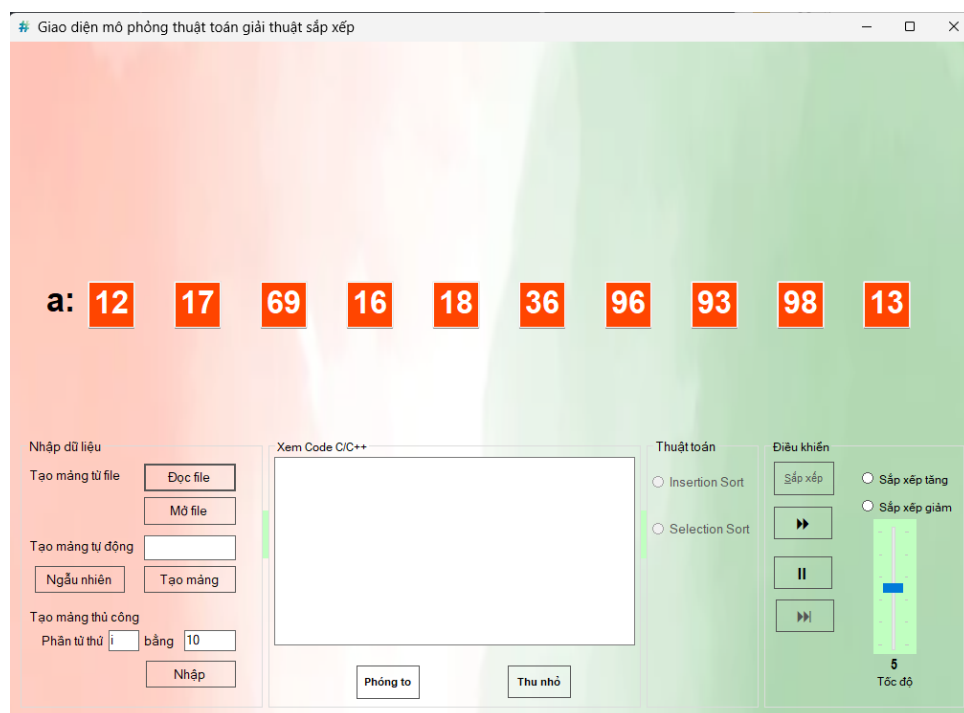 Giao diện mô phỏng thuật toán giải thuật sắp xếp
a: 12 17 69 16 18 36 96 93 98 13
Nhập dữ liệu
Tạo mảng từ file
Đọc file
Mở file
Tạo mảng tự động
Ngẫu nhiên
Tạo mảng
Tạo mảng thủ công
Phần tử thứ i bằng 10
Nhập
Xem Code C/C++
Phóng to
Thu nhỏ
Thuật toán
Insertion Sort
Selection Sort
Điều khiển
Sắp xếp
Sắp xếp tăng
Sắp xếp giảm
5
Tốc độ